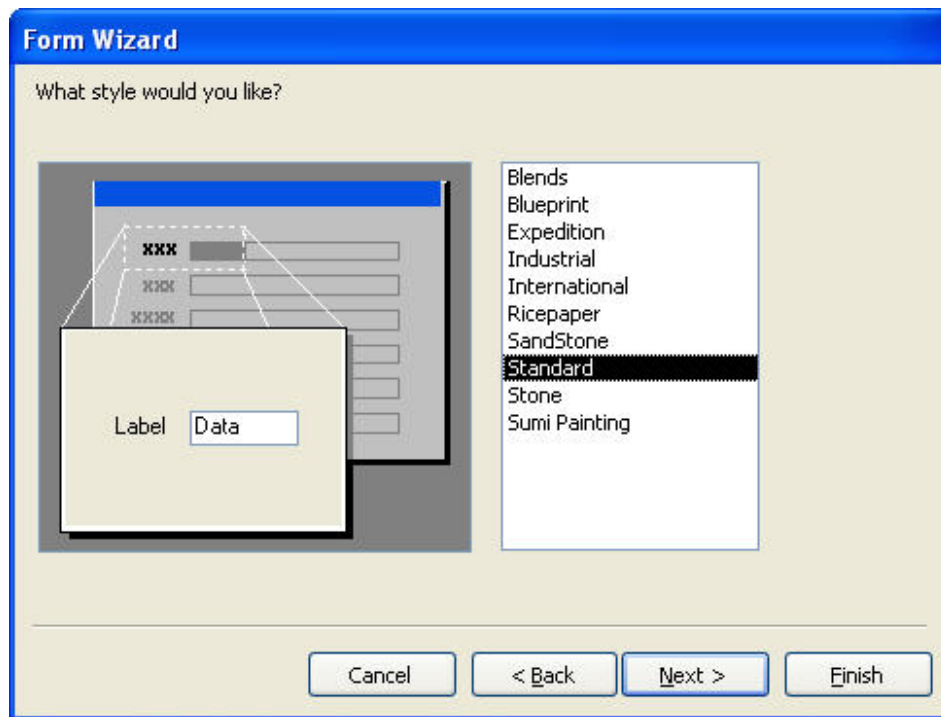 Form Wizard
What style would you like?
xxx
xxx
xxxx
Label Data
Blends
Blueprint
Expedition
Industrial
International
Ricepaper
SandStone
Standard
Stone
Sumi Painting
Cancel < Back Next > Finish